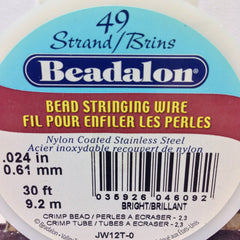 49
Strand/Brins
Beadalon
BEAD STRINGING WIRE
FIL POUR ENFILER LES PERLES
Nylon Coated Stainless Steel
Acier inoxydable recouvert de nylon
.024 in
0.61 mm
30 ft
9.2 m
035926 046092
BRIGHT/BRILLANT
CRIMP BEAD / PERLES A ECRASER - 2,3
CRIMP TUBE / TUBES A ECRASER - 2,3
JW12T-0